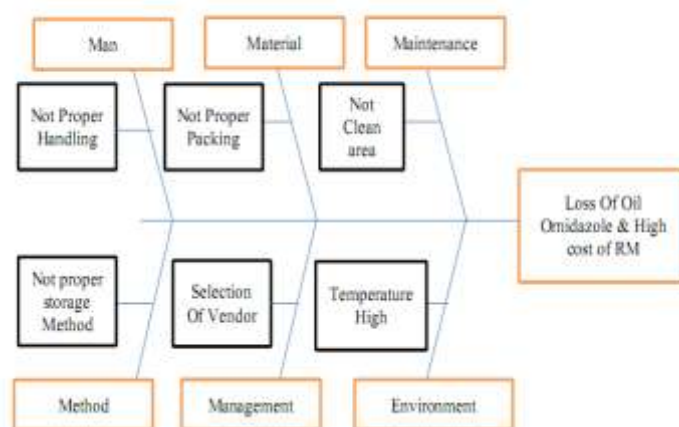 Man
Material
Maintenance
Not Proper
Handling
Not Proper
Packing
Not
Clean
area
Loss Of Oil
Ornidazole & High
cost of RM
Not proper
storage
Method
Selection
Of Vendor
Temperature
High
Method
Management
Environment